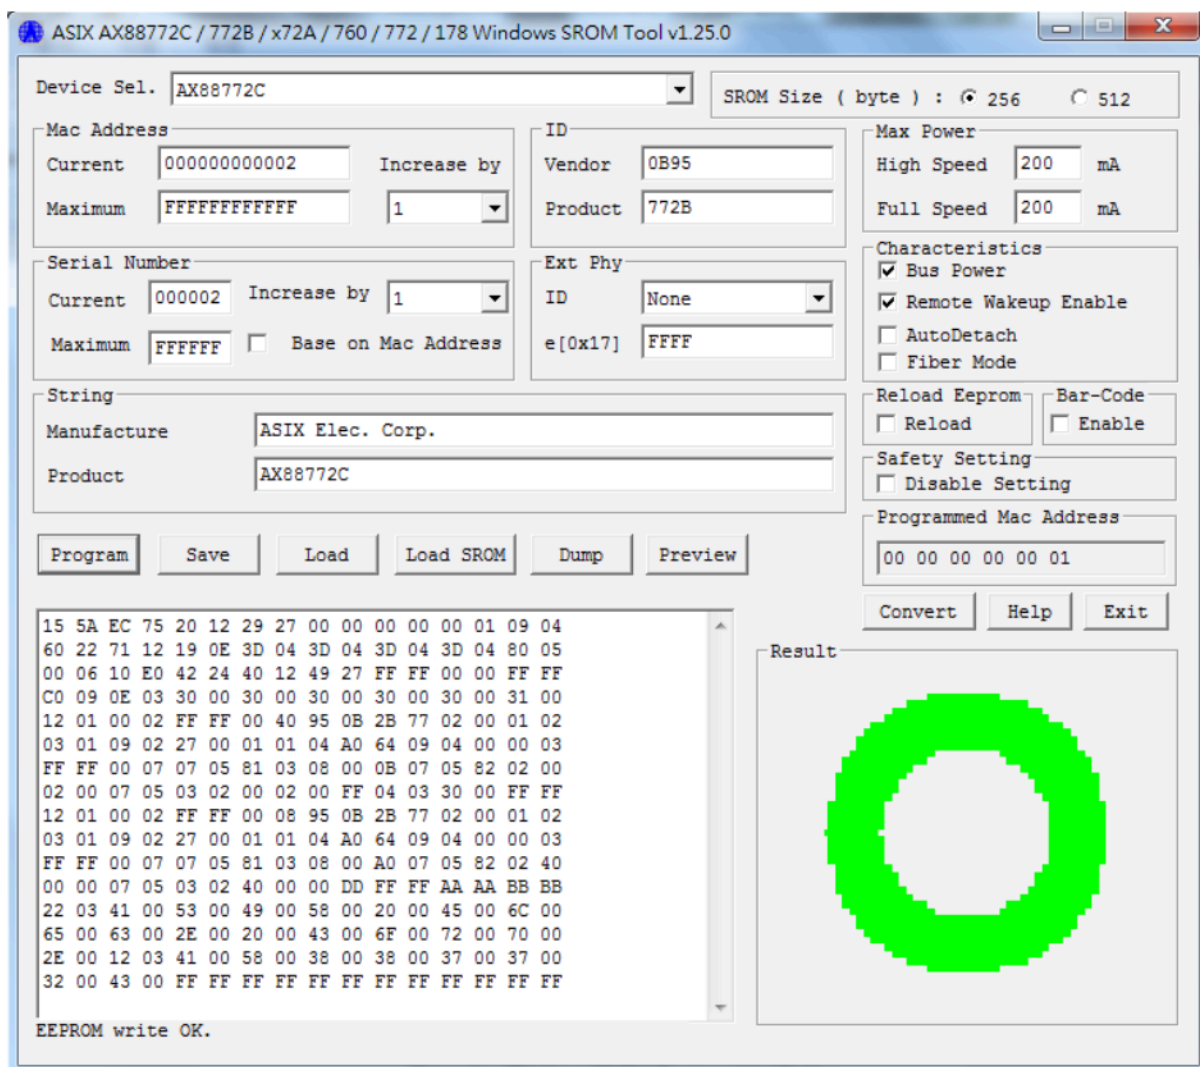 ASIX AX88772C / 772B / x72A / 760 / 772 / 178 Windows SROM Tool v1.25.0
Device Sel. AX88772C
SROM Size ( byte ) : 256 512
Mac Address
Current 000000000002 Increase by
Maximum FFFFFFFFFFFF 1
ID
Vendor 0B95
Product 772B
Max Power
High Speed 200 mA
Full Speed 200 mA
Serial Number
Current 000002 Increase by 1
Maximum FFFFFF Base on Mac Address
Ext Phy
ID None
e[0x17] FFFF
Characteristics
Bus Power
Remote Wakeup Enable
AutoDetach
Fiber Mode
String
Manufacture ASIX Elec. Corp.
Product AX88772C
Reload Eeprom
Reload
Bar-Code
Enable
Safety Setting
Disable Setting
Programmed Mac Address
00 00 00 00 00 01
Program Save Load Load SROM Dump Preview
Convert Help Exit
15 5A EC 75 20 12 29 27 00 00 00 00 00 01 09 04
60 22 71 12 19 0E 3D 04 3D 04 3D 04 3D 04 80 05
00 06 10 E0 42 24 40 12 49 27 FF FF 00 00 FF FF
C0 09 0E 03 30 00 30 00 30 00 30 00 30 00 31 00
12 01 00 02 FF FF 00 40 95 0B 2B 77 02 00 01 02
03 01 09 02 27 00 01 01 04 A0 64 09 04 00 00 03
FF FF 00 07 07 05 81 03 08 00 0B 07 05 82 02 00
02 00 07 05 03 02 00 02 00 FF 04 03 30 00 FF FF
12 01 00 02 FF FF 00 08 95 0B 2B 77 02 00 01 02
03 01 09 02 27 00 01 01 04 A0 64 09 04 00 00 03
FF FF 00 07 07 05 81 03 08 00 A0 07 05 82 02 40
00 00 07 05 03 02 40 00 00 DD FF FF AA AA BB BB
22 03 41 00 53 00 49 00 58 00 20 00 45 00 6C 00
65 00 63 00 2E 00 20 00 43 00 6F 00 72 00 70 00
2E 00 12 03 41 00 58 00 38 00 38 00 37 00 37 00
32 00 43 00 FF FF FF FF FF FF FF FF FF FF FF FF
Result
EEPROM write OK.